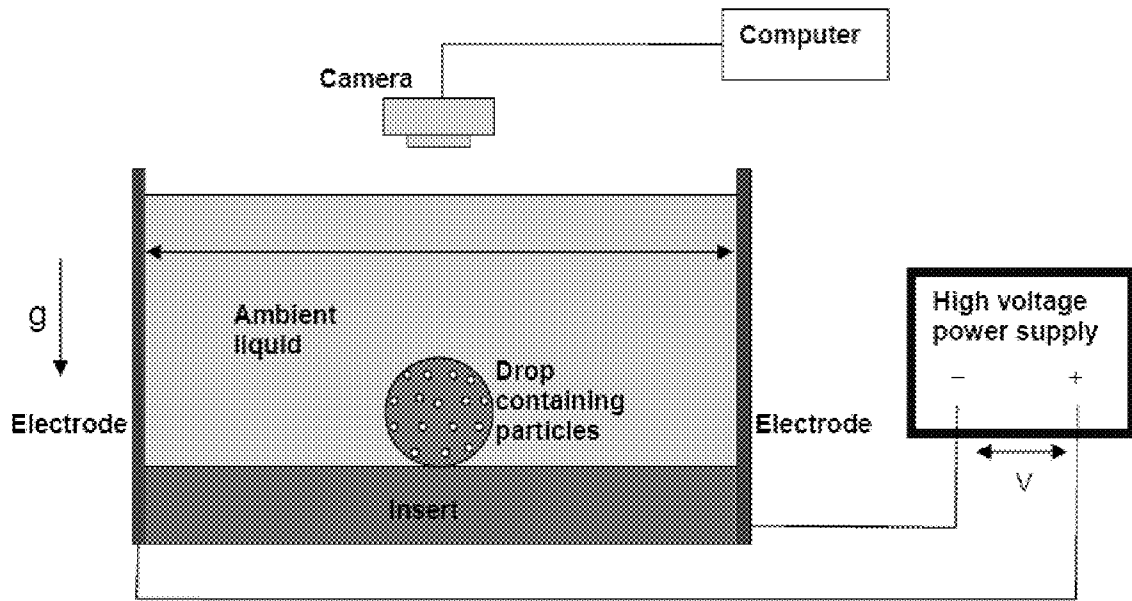 Computer
Camera
g
Ambient
liquid
Drop
containing
particles
High voltage
power supply
− +
Electrode
Electrode
V
Insert